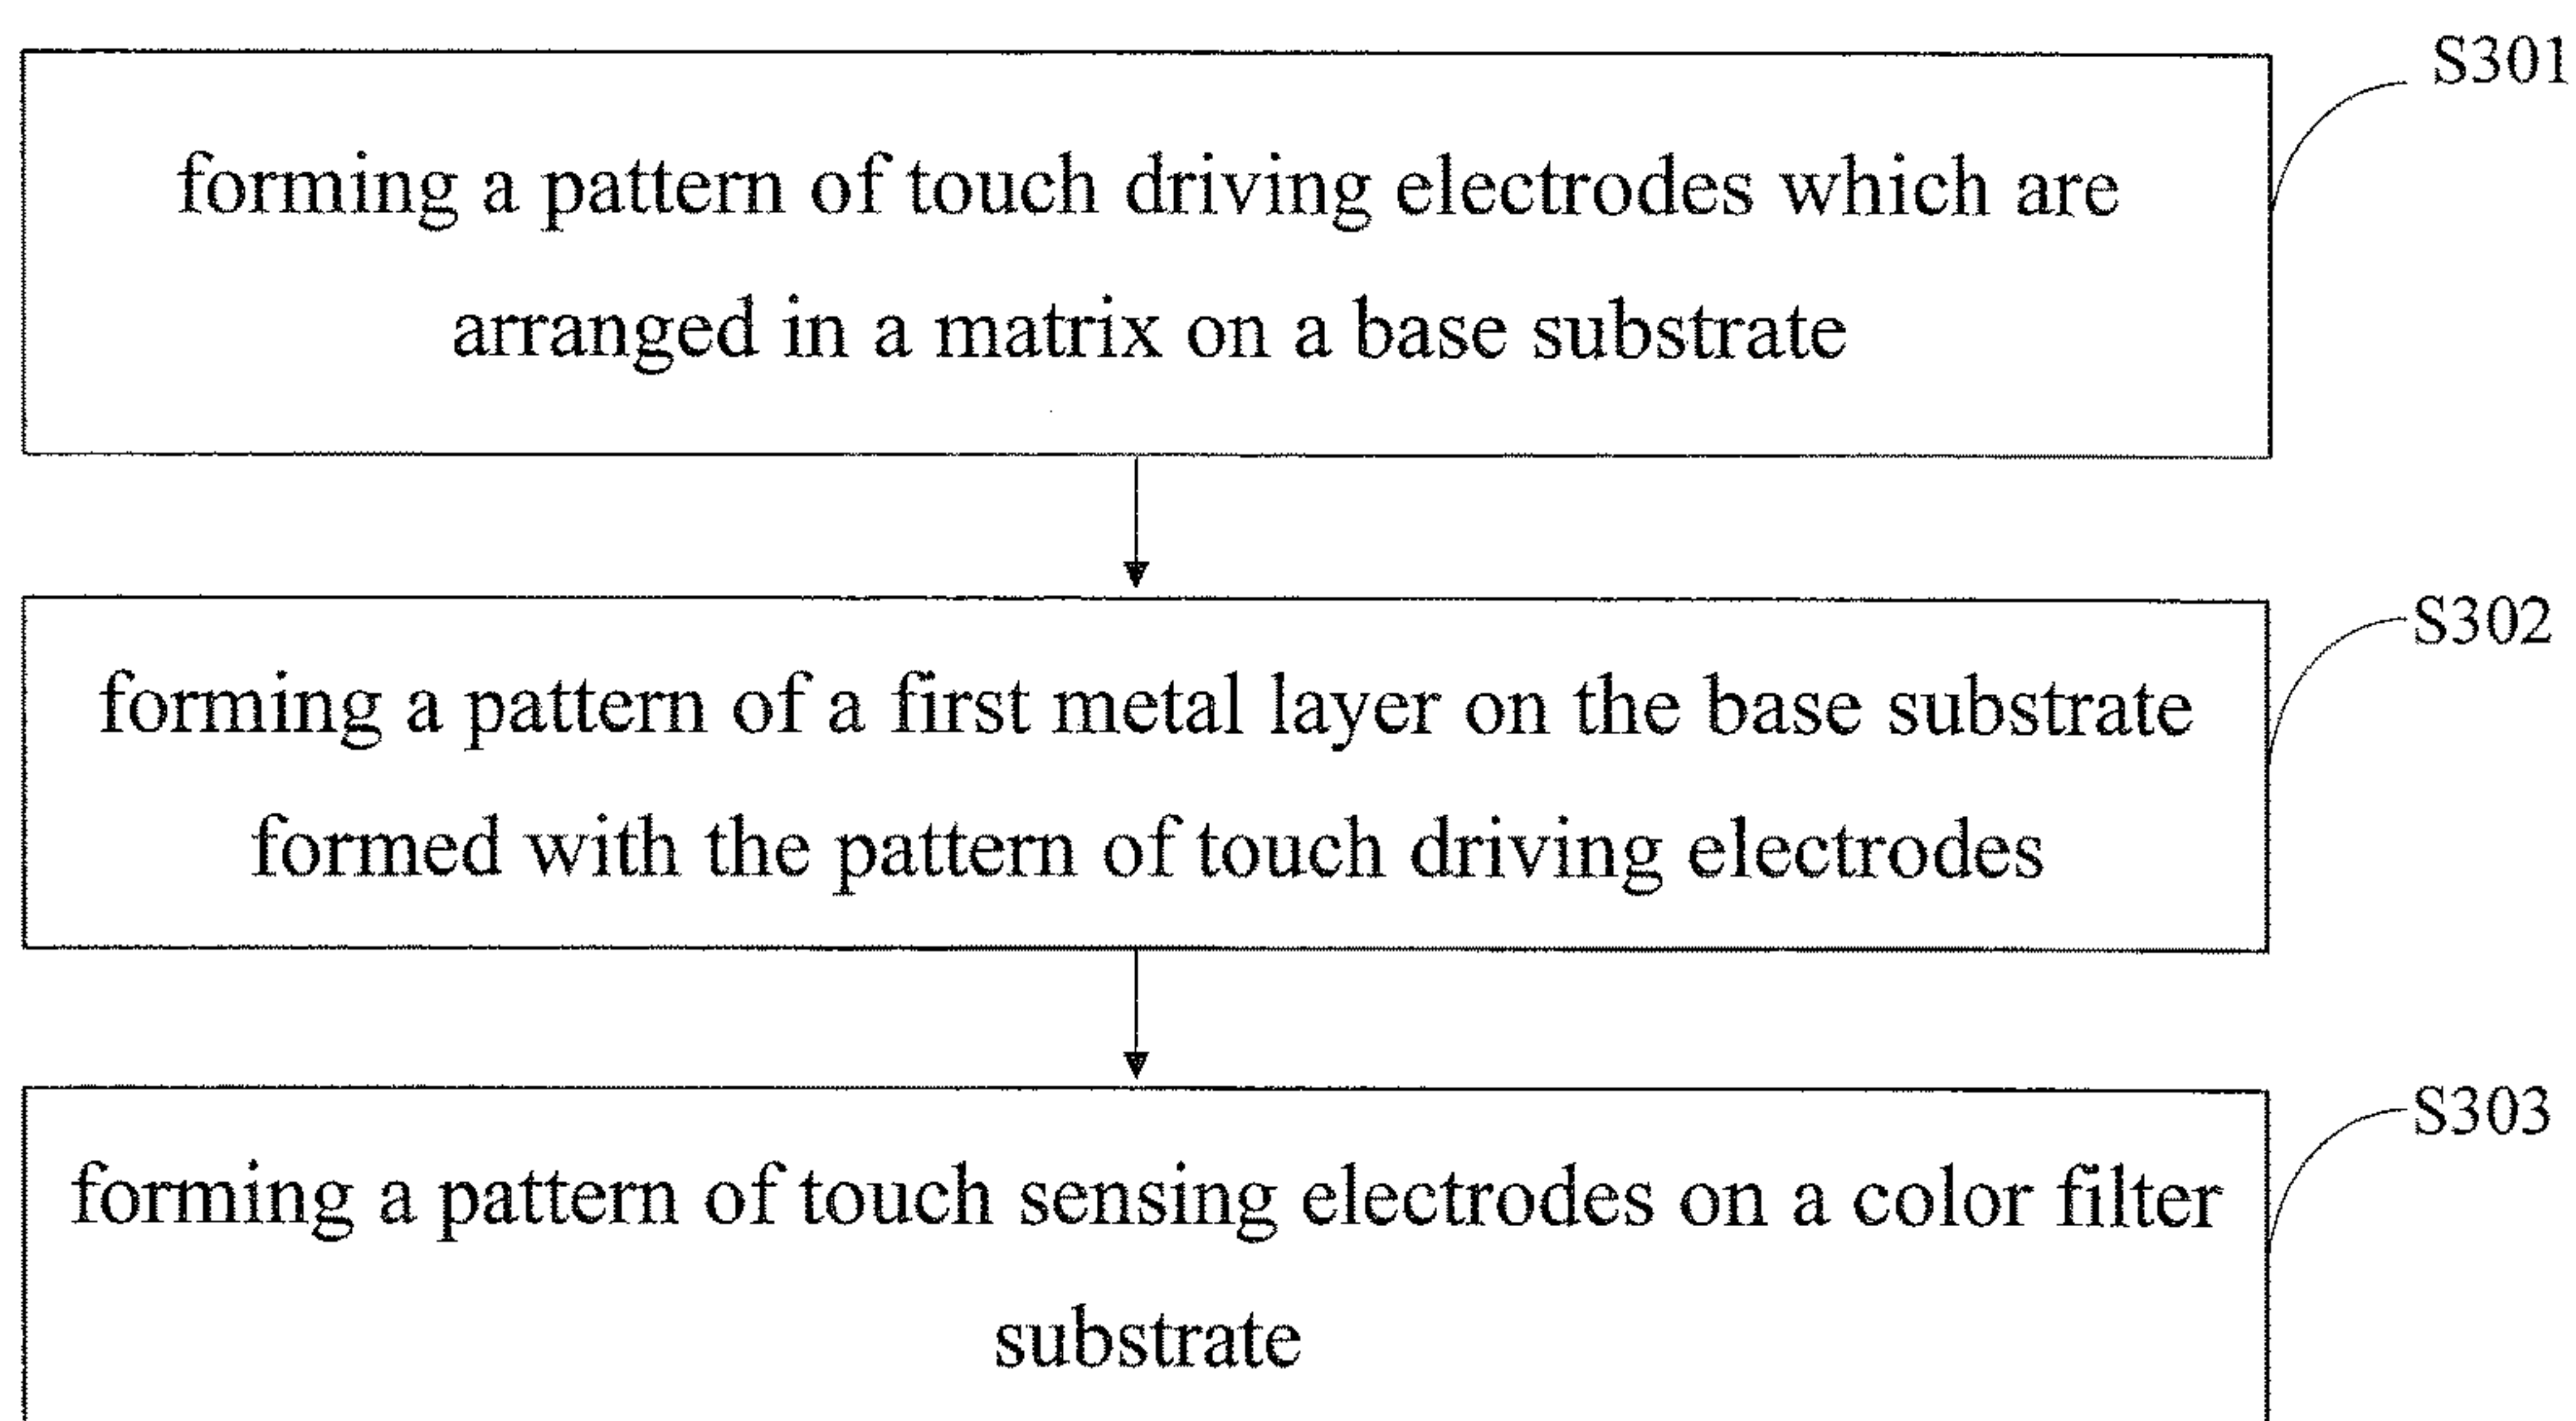 S301
forming a pattern of touch driving electrodes which are
arranged in a matrix on a base substrate
S302
forming a pattern of a first metal layer on the base substrate
formed with the pattern of touch driving electrodes
S303
forming a pattern of touch sensing electrodes on a color filter
substrate